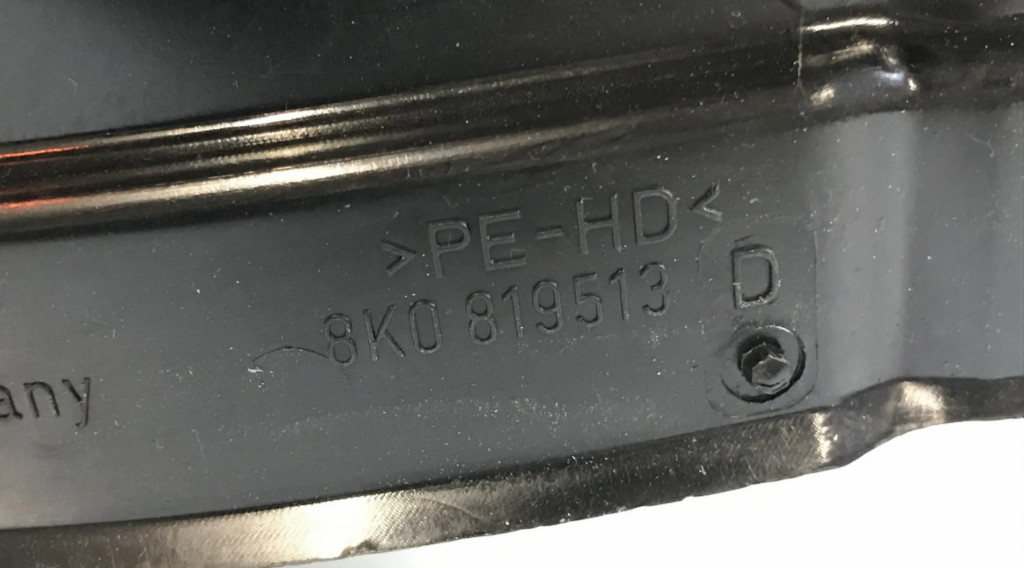 >PE-HD<
8K0 819513 D
any